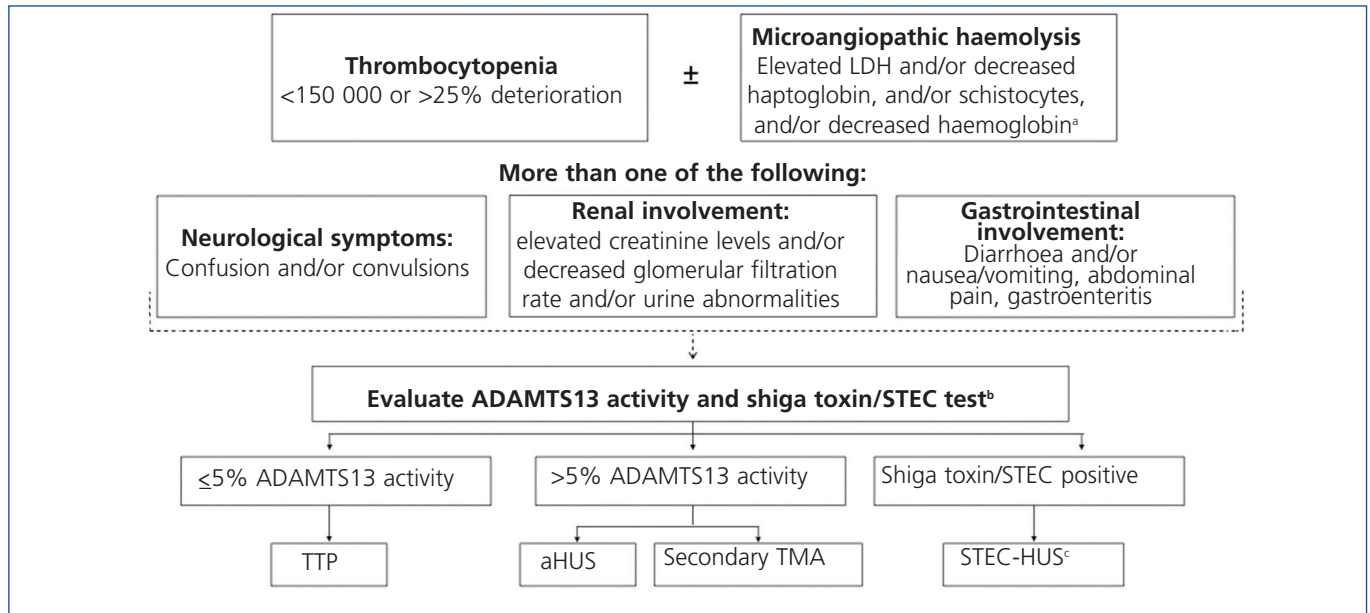 Thrombocytopenia
<150 000 or >25% deterioration
±
Microangiopathic haemolysis
Elevated LDH and/or decreased
haptoglobin, and/or schistocytes,
and/or decreased haemoglobinᵃ
More than one of the following:
Neurological symptoms:
Confusion and/or convulsions
Renal involvement:
elevated creatinine levels and/or
decreased glomerular filtration
rate and/or urine abnormalities
Gastrointestinal
involvement:
Diarrhoea and/or
nausea/vomiting, abdominal
pain, gastroenteritis
Evaluate ADAMTS13 activity and shiga toxin/STEC testᵇ
≤5% ADAMTS13 activity
>5% ADAMTS13 activity
Shiga toxin/STEC positive
TTP
aHUS
Secondary TMA
STEC-HUSᶜ